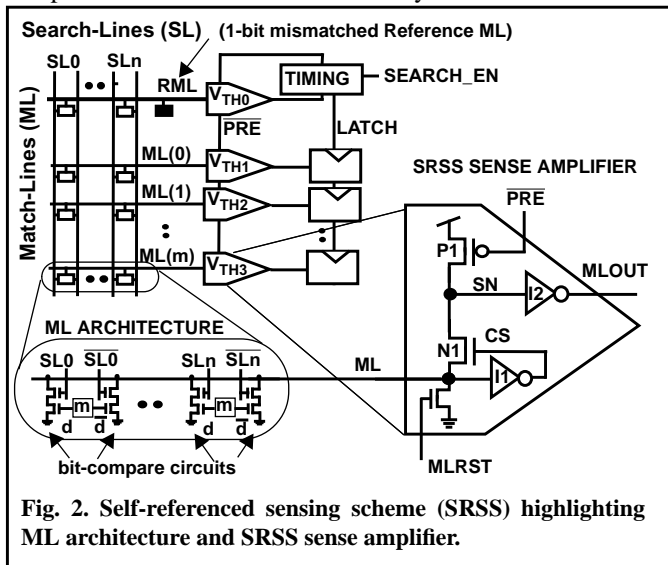 Search-Lines (SL) (1-bit mismatched Reference ML)
SL0 SLn
RML VTH0 TIMING SEARCH_EN
PRE LATCH
Match-Lines (ML)
ML(0) VTH1
ML(1) VTH2
ML(m) VTH3
SRSS SENSE AMPLIFIER
PRE
P1
SN I2 MLOUT
CS
N1
I1
ML
MLRST
ML ARCHITECTURE
SL0 SL0 SLn SLn
m m
d d d d
bit-compare circuits
Fig. 2. Self-referenced sensing scheme (SRSS) highlighting
ML architecture and SRSS sense amplifier.